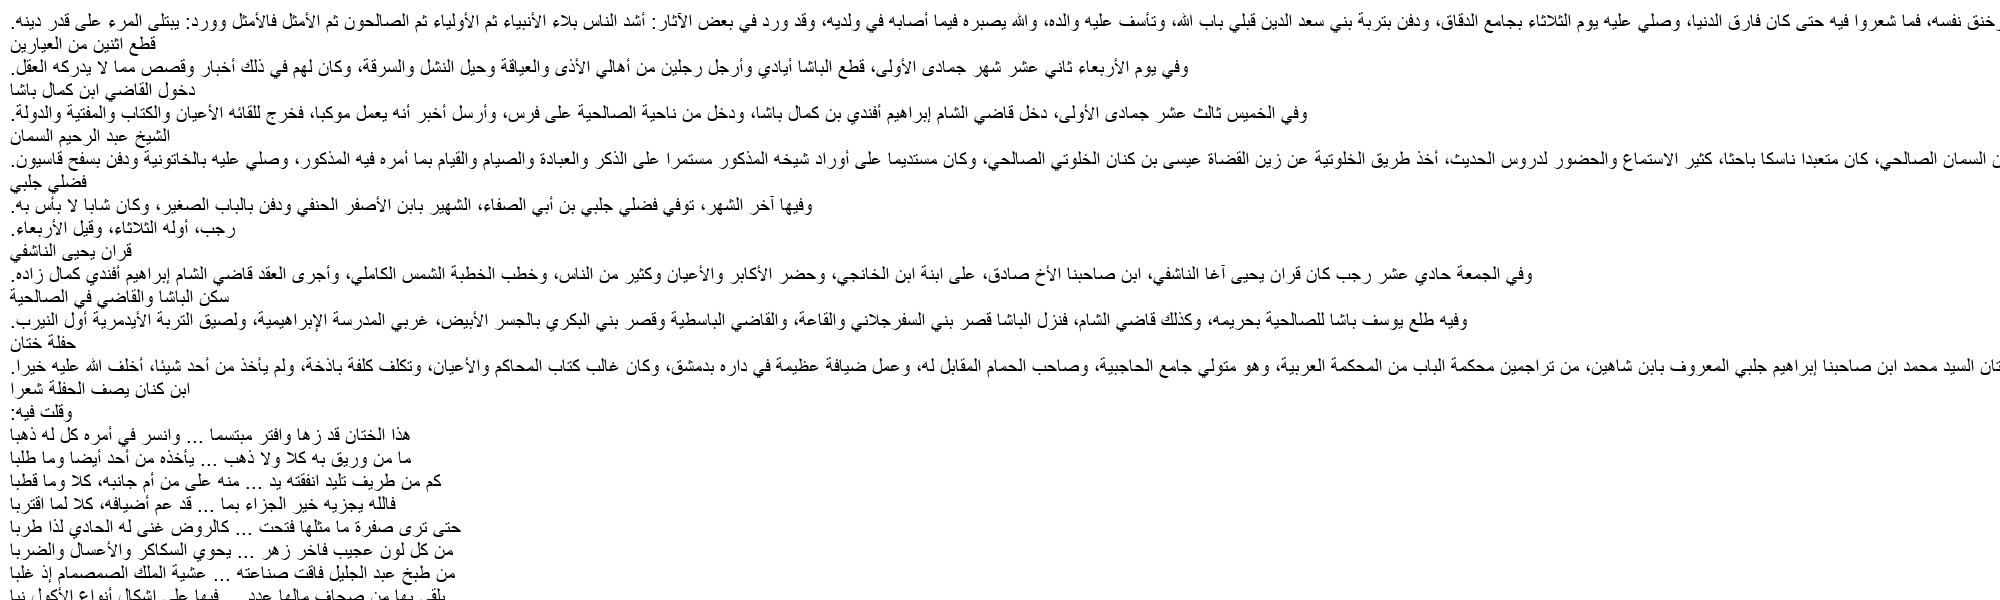 وخنق نفسه، فما شعروا فيه حتى كان فارق الدنيا، وصلي عليه يوم الثلاثاء بجامع الدقاق، ودفن بتربة بني سعد الدين قبلي باب الله، وتأسف عليه والده، والله يصبره فيما أصابه في ولديه، وقد ورد في بعض الآثار: أشد الناس بلاء الأنبياء ثم الأولياء ثم الصالحون ثم الأمثل فالأمثل وورد: يبتلى المرء على قدر دينه.
قطع اثنين من العيارين
وفي يوم الأربعاء ثاني عشر شهر جمادى الأولى، قطع الباشا أيادي وأرجل رجلين من أهالي الأذى والعياقة وحيل النشل والسرقة، وكان لهم في ذلك أخبار وقصص مما لا يدركه العقل.
دخول القاضي ابن كمال باشا
وفي الخميس ثالث عشر جمادى الأولى، دخل قاضي الشام إبراهيم أفندي بن كمال باشا، ودخل من ناحية الصالحية على فرس، وأرسل أخبر أنه يعمل موكبا، فخرج للقائه الأعيان والكتاب والمفتية والدولة.
الشيخ عبد الرحيم السمان
السمان الصالحي، كان متعبدا ناسكا باحثا، كثير الاستماع والحضور لدروس الحديث، أخذ طريق الخلوتية عن زين القضاة عيسى بن كنان الخلوتي الصالحي، وكان مستديما على أوراد شيخه المذكور مستمرا على الذكر والعبادة والصيام والقيام بما أمره فيه المذكور، وصلي عليه بالخاتونية ودفن بسفح قاسيون.
فضلي جلبي
وفيها آخر الشهر، توفي فضلي جلبي بن أبي الصفاء، الشهير بابن الأصفر الحنفي ودفن بالباب الصغير، وكان شابا لا بأس به.
رجب، أوله الثلاثاء، وقيل الأربعاء.
قران يحيى الناشفي
وفي الجمعة حادي عشر رجب كان قران يحيى آغا الناشفي، ابن صاحبنا الأخ صادق، على ابنة ابن الخانجي، وحضر الأكابر والأعيان وكثير من الناس، وخطب الخطبة الشمس الكاملي، وأجرى العقد قاضي الشام إبراهيم أفندي كمال زاده.
سكن الباشا والقاضي في الصالحية
وفيه طلع يوسف باشا للصالحية بحريمه، وكذلك قاضي الشام، فنزل الباشا قصر بني السفرجلاني والقاعة، والقاضي الباسطية وقصر بني البكري بالجسر الأبيض، غربي المدرسة الإبراهيمية، ولصيق التربة الأيدمرية أول النيرب.
حفلة ختان
السيد محمد ابن صاحبنا إبراهيم جلبي المعروف بابن شاهين، من تراجمين محكمة الباب من المحكمة العربية، وهو متولي جامع الحاجبية، وصاحب الحمام المقابل له، وعمل ضيافة عظيمة في داره بدمشق، وكان غالب كتاب المحاكم والأعيان، وتكلف كلفة باذخة، ولم يأخذ من أحد شيئا، أخلف الله عليه خيرا.
ابن كنان يصف الحفلة شعرا
وقلت فيه:
هذا الختان قد زها وافتر مبتسما ... وانسر في أمره كل له ذهبا
ما من وريق به كلا ولا ذهب ... يأخذه من أحد أيضا وما طلبا
كم من طريف تليد انفقته يد ... منه على من أم جانبه، كلا وما قطبا
فالله يجزيه خير الجزاء بما ... قد عم أضيافه، كلا لما اقتربا
حتى ترى صفرة ما مثلها فتحت ... كالروض غنى له الحادي لذا طربا
من كل لون عجيب فاخر زهر ... يحوي السكاكر والأعسال والضربا
من طبخ عبد الجليل فاقت صناعته ... عشية الملك الصمصمام إذ غلبا
يلقى بها من صحاف مالها عدد ... فيها على اشكال أنواع الأكول نبا